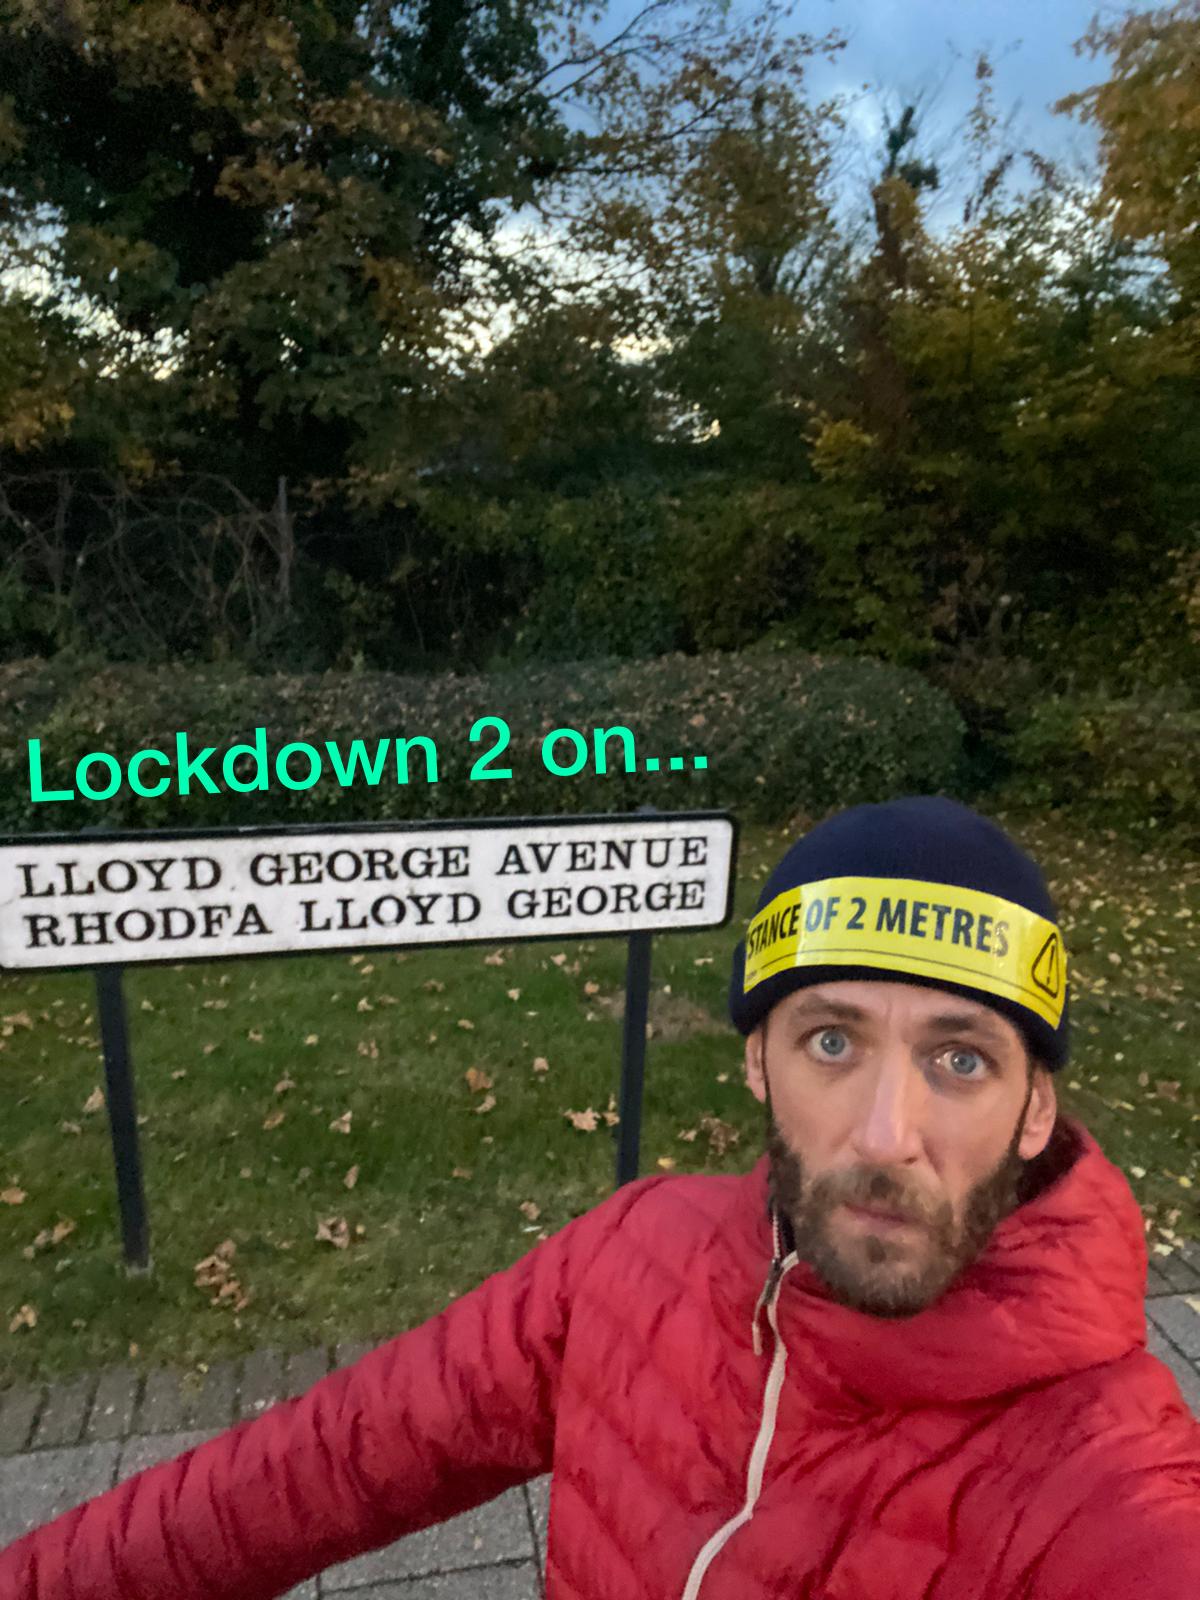 Lockdown 2 on...
LLOYD GEORGE AVENUE
RHODFA LLOYD GEORGE
STANCE OF 2 METRES